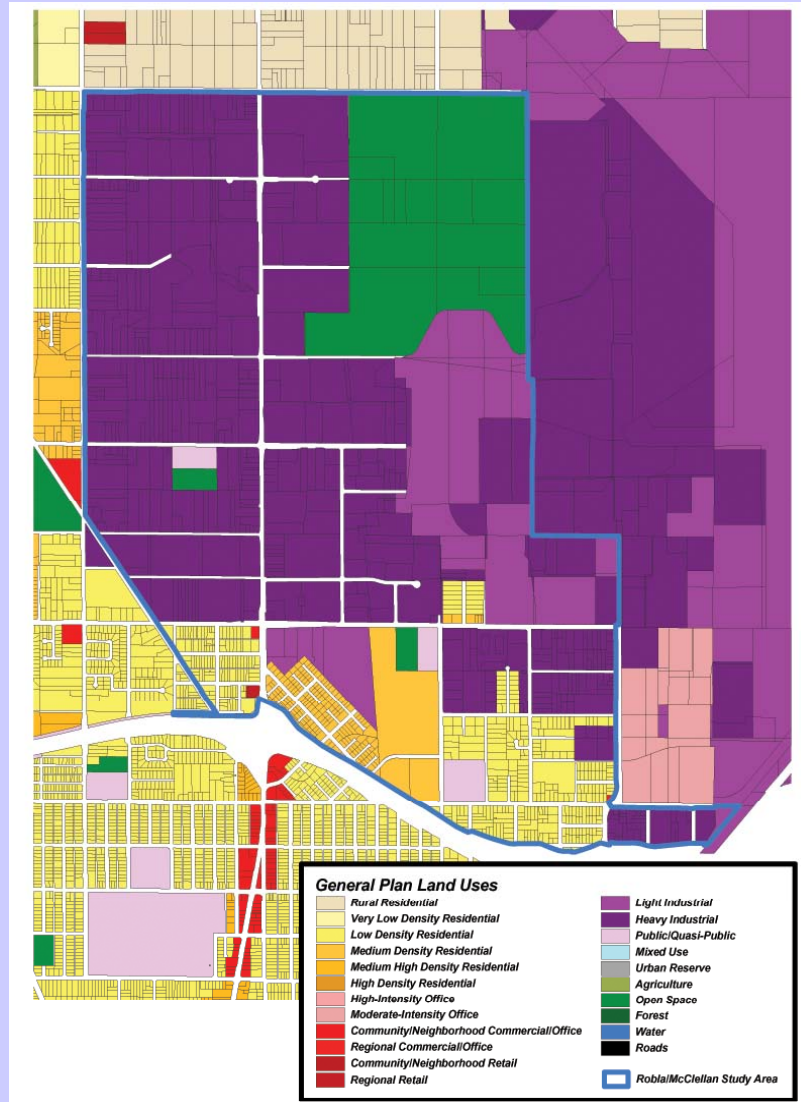 General Plan Land Uses
Rural Residential
Very Low Density Residential
Low Density Residential
Medium Density Residential
Medium High Density Residential
High Density Residential
High-Intensity Office
Moderate-Intensity Office
Community/Neighborhood Commercial/Office
Regional Commercial/Office
Community/Neighborhood Retail
Regional Retail
Light Industrial
Heavy Industrial
Public/Quasi-Public
Mixed Use
Urban Reserve
Agriculture
Open Space
Forest
Water
Roads
Robla/McClellan Study Area